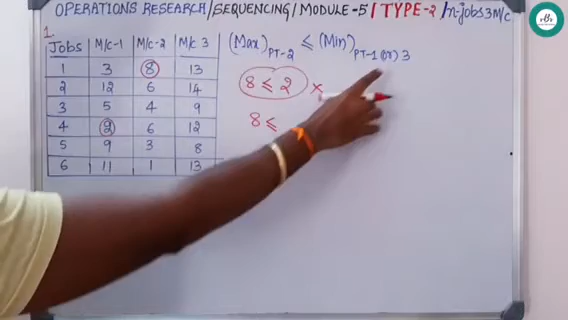 OPERATIONS RESEARCH/SEQUENCING/MODULE-5/TYPE-2/n-jobs 3 M/c
1.
Jobs M/c-1 M/c-2 M/c 3
1 3 8 13
2 12 6 14
3 5 4 9
4 2 6 12
5 9 3 8
6 11 1 13
(Max)PT-2 ≤ (Min)PT-1 (or) 3
8 ≤ 2 ×
8 ≤